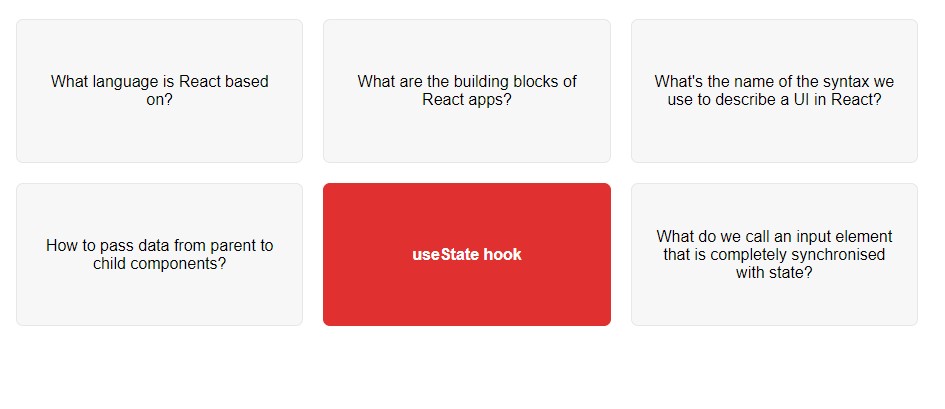 What language is React based
on?
What are the building blocks of
React apps?
What's the name of the syntax we
use to describe a UI in React?
How to pass data from parent to
child components?
useState hook
What do we call an input element
that is completely synchronised
with state?